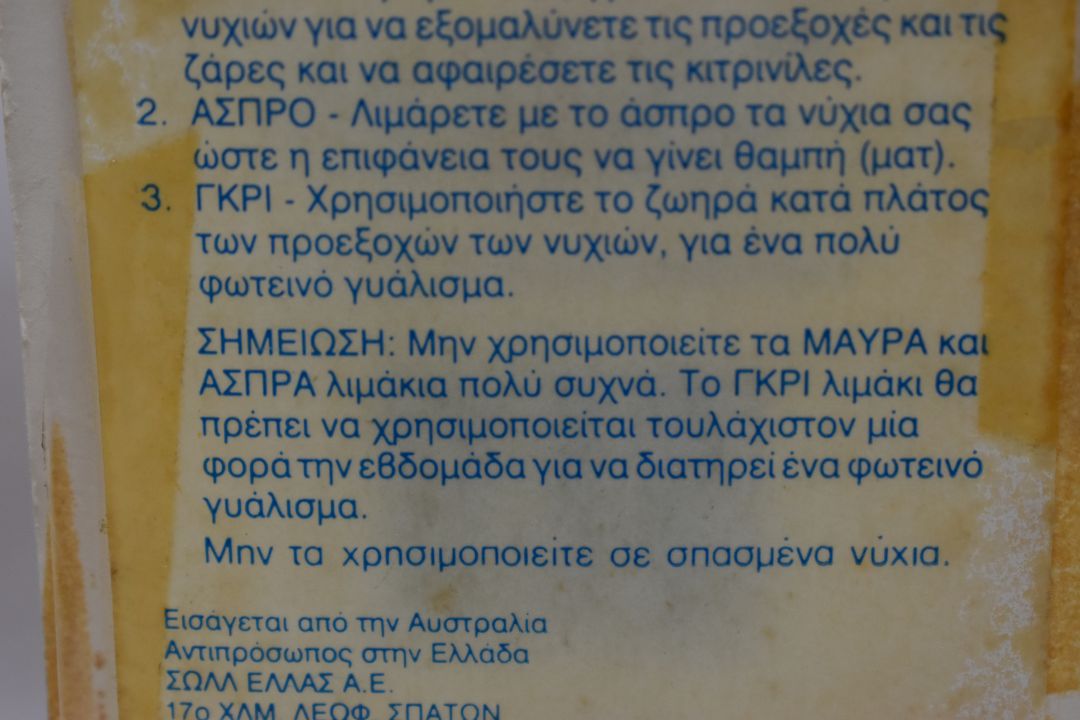 νυχιών για να εξομαλύνετε τις προεξοχές και τις
ζάρες και να αφαιρέσετε τις κιτρινίλες.
2. ΑΣΠΡΟ - Λιμάρετε με το άσπρο τα νύχια σας
ώστε η επιφάνεια τους να γίνει θαμπή (ματ).
3. ΓΚΡΙ - Χρησιμοποιήστε το ζωηρά κατά πλάτος
των προεξοχών των νυχιών, για ένα πολύ
φωτεινό γυάλισμα.
ΣΗΜΕΙΩΣΗ: Μην χρησιμοποιείτε τα ΜΑΥΡΑ και
ΑΣΠΡΑ λιμάκια πολύ συχνά. Το ΓΚΡΙ λιμάκι θα
πρέπει να χρησιμοποιείται τουλάχιστον μία
φορά την εβδομάδα για να διατηρεί ένα φωτεινό
γυάλισμα.
Μην τα χρησιμοποιείτε σε σπασμένα νύχια.
Εισάγεται από την Αυστραλία
Αντιπρόσωπος στην Ελλάδα
ΣΩΛΛ ΕΛΛΑΣ Α.Ε.
17ο ΧΛΜ. ΛΕΩΦ. ΣΠΑΤΩΝ